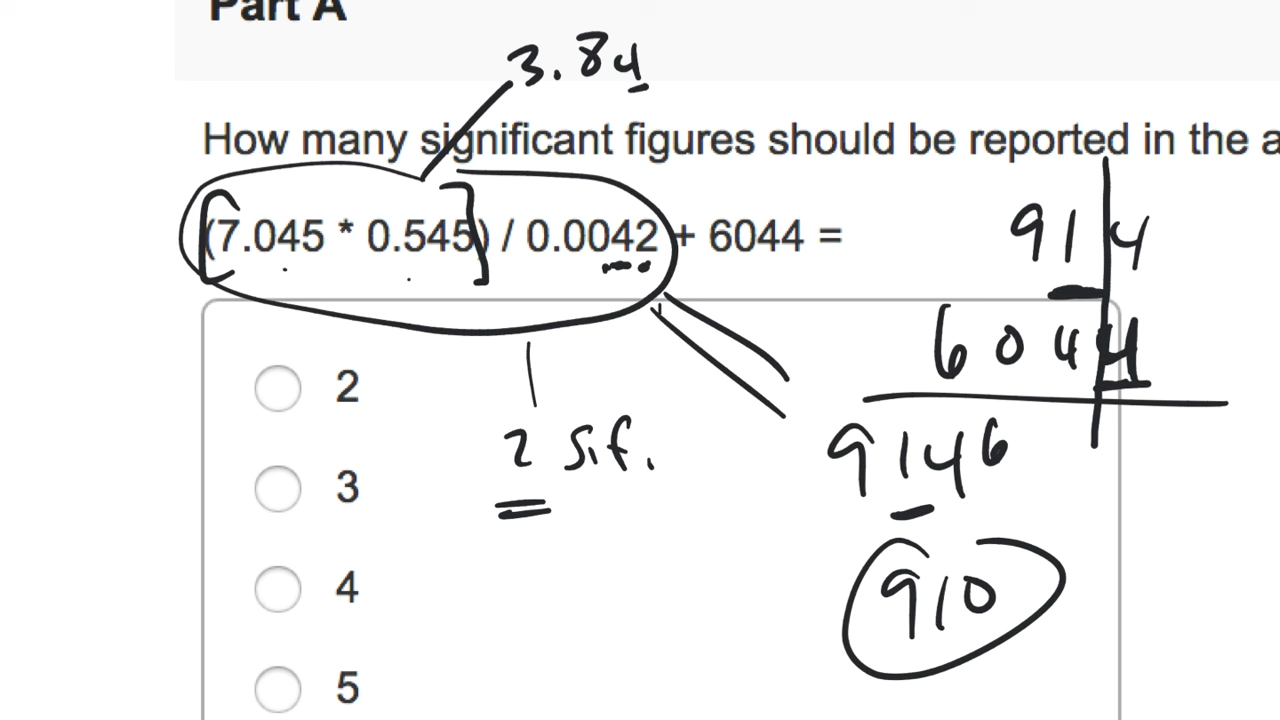 Part A
3.84
How many significant figures should be reported in the a
[(7.045 * 0.545)] / 0.0042 + 6044 =
914
6044
2
3
4
5
2 S.f.
9146
910